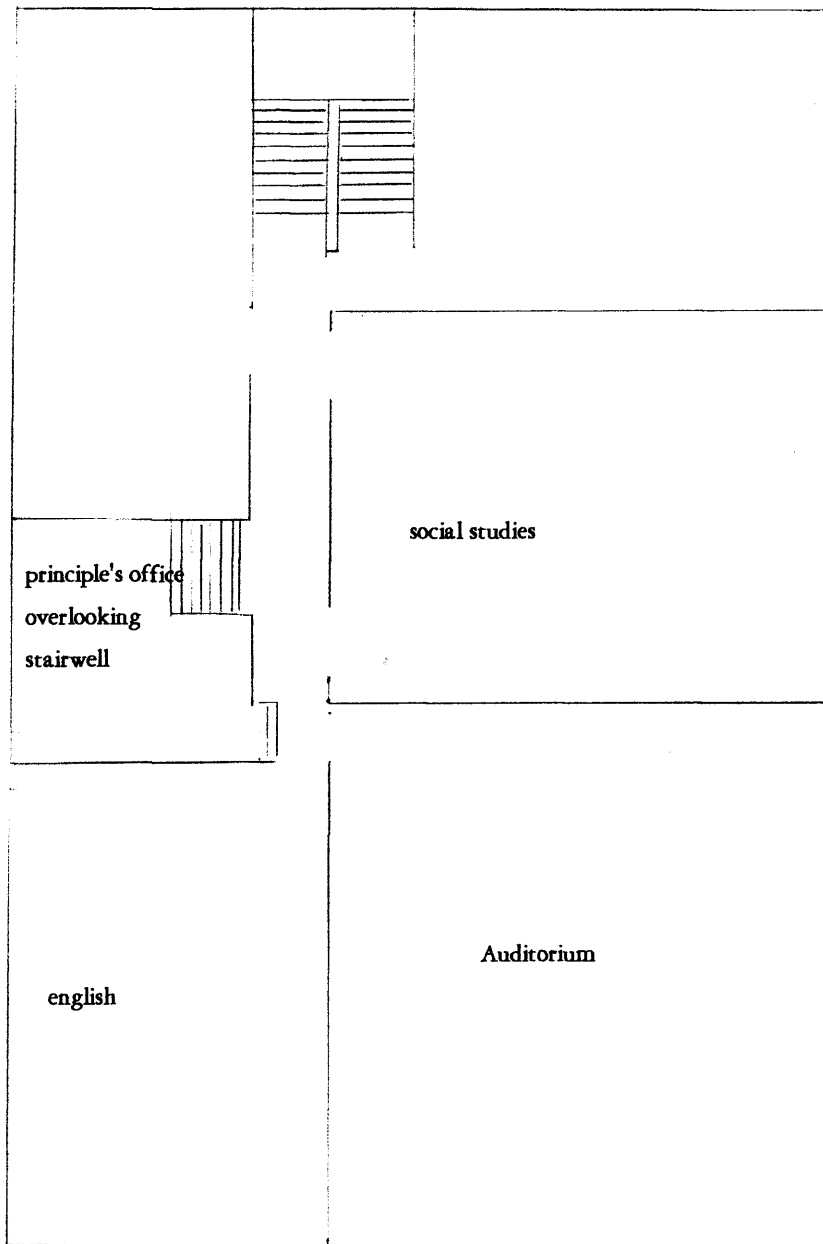 social studies
principle's office
overlooking
stairwell
Auditorium
english